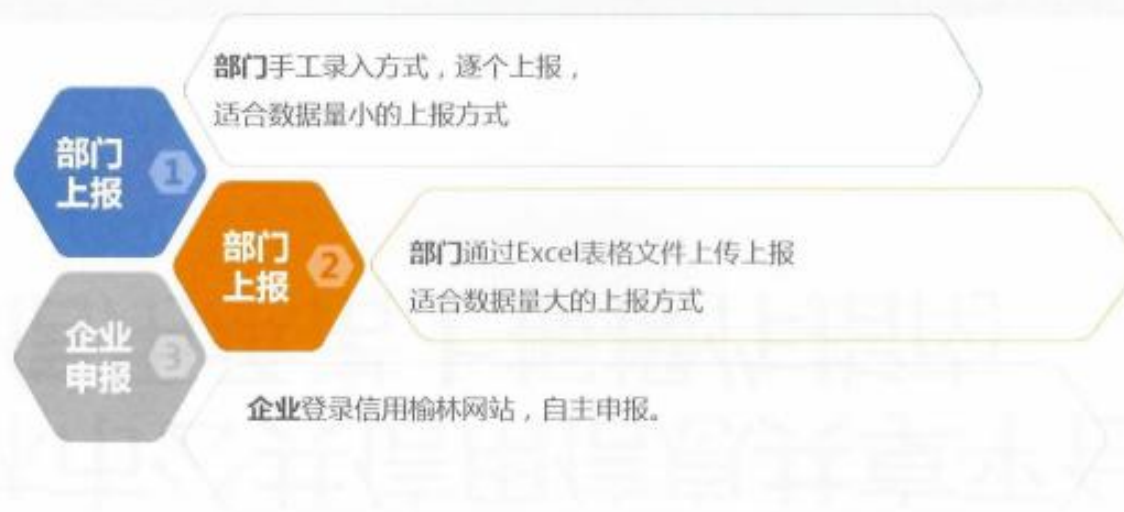 部门手工录入方式，逐个上报，
适合数据量小的上报方式
部门
上报
1
部门
上报
2
部门通过Excel表格文件上传上报
适合数据量大的上报方式
企业
申报
3
企业登录信用榆林网站，自主申报。